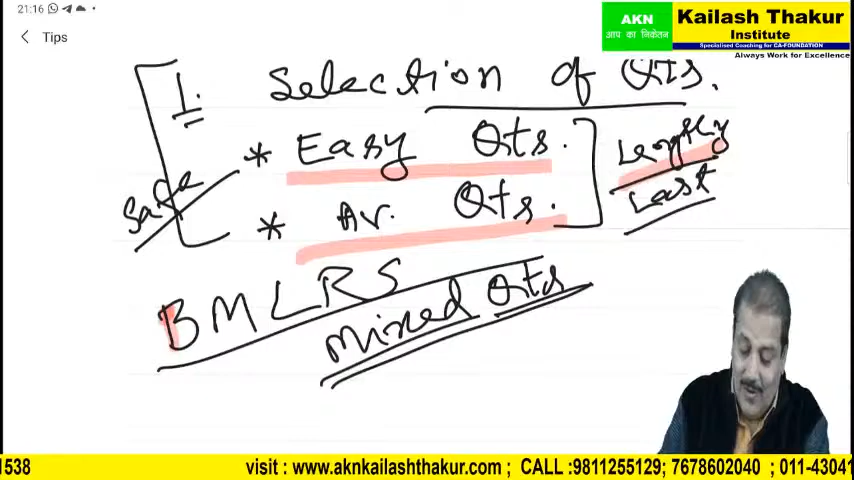 21:16
AKN
आप का निकेतन
Kailash Thakur
Institute
Specialised Coaching for CA-FOUNDATION
Always Work for Excellence
Tips
1. Selection of Qts.
* Easy Qts.
Lengthy
Last
Safe
* Av. Qts.
BMLRS
Mixed Qts
1538 visit : www.aknkailashthakur.com ; CALL :9811255129; 7678602040 ; 011-43041